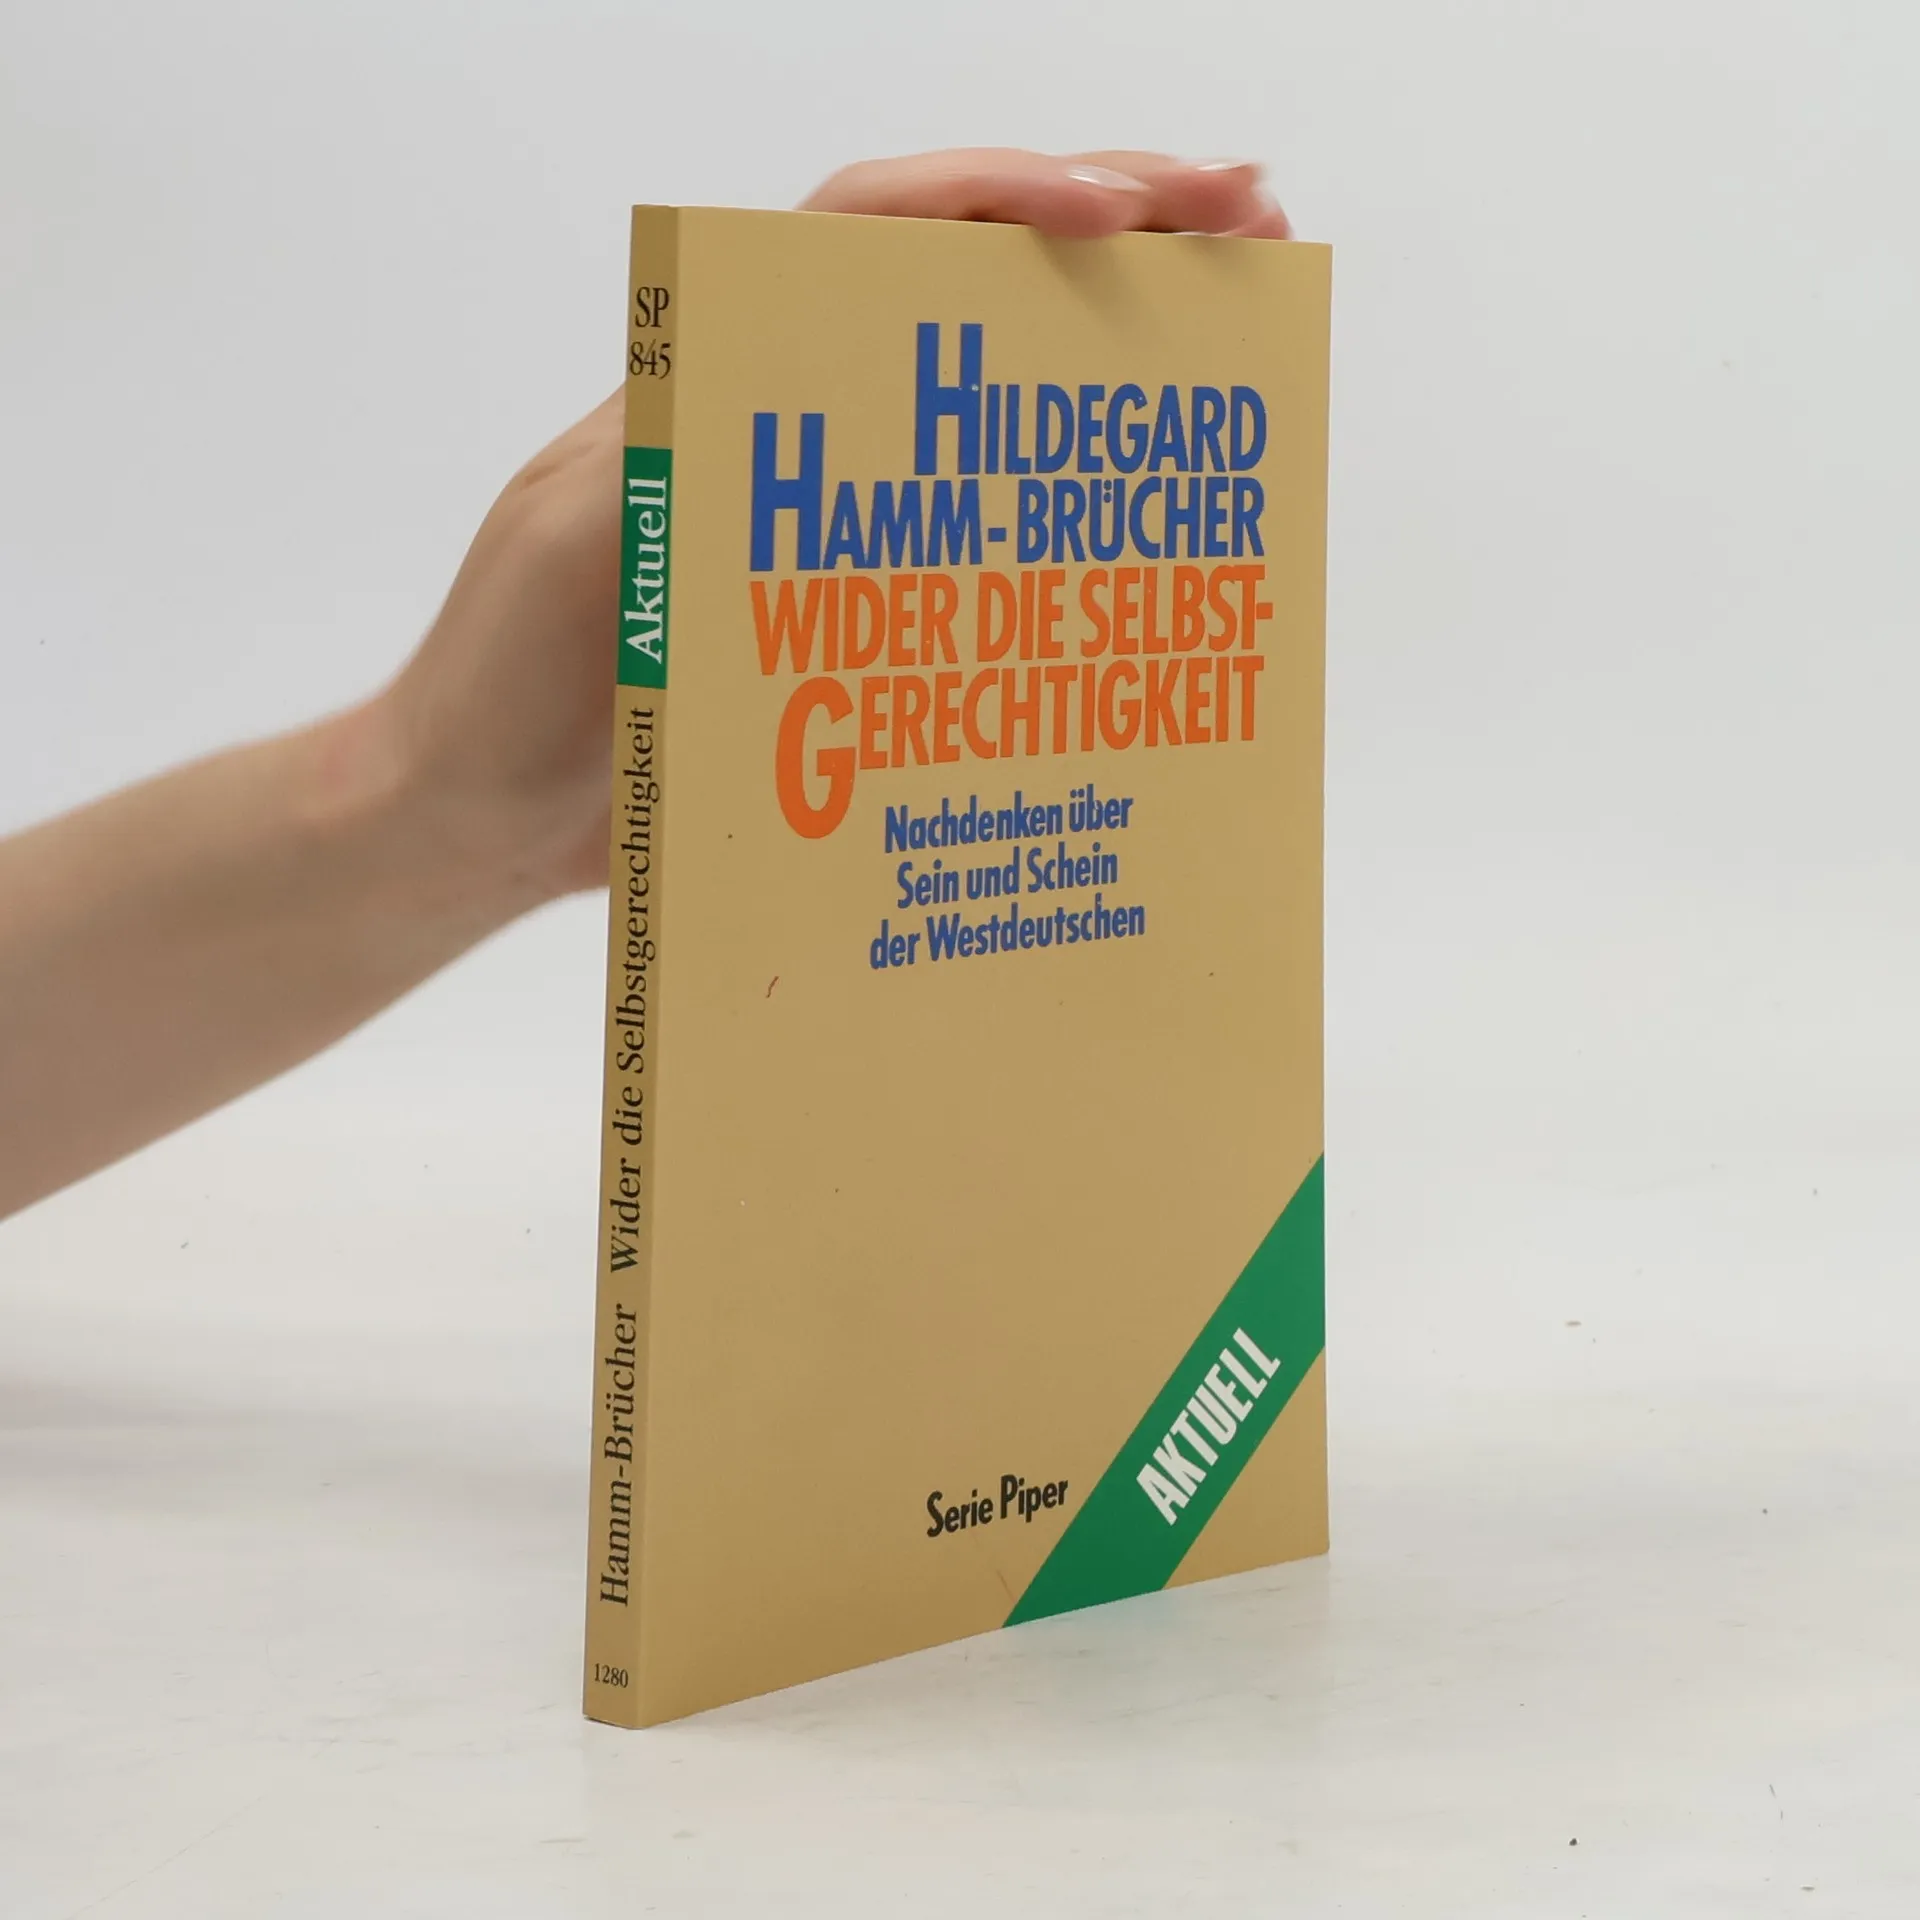 SP
845
Aktuell
Hamm-Brücher Wider die Selbstgerechtigkeit
1280
HILDEGARD
HAMM-BRÜCHER
WIDER DIE SELBST-
GERECHTIGKEIT
Nachdenken über
Sein und Schein
der Westdeutschen
Serie Piper
AKTUELL